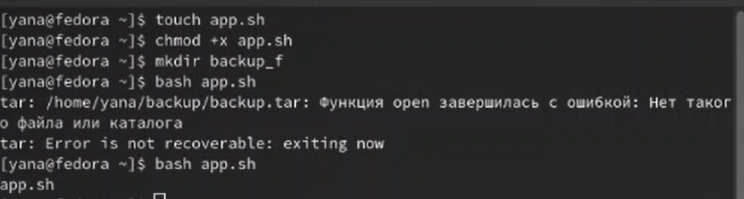 [yana@fedora ~]$ touch app.sh
[yana@fedora ~]$ chmod +x app.sh
[yana@fedora ~]$ mkdir backup_f
[yana@fedora ~]$ bash app.sh
tar: /home/yana/backup/backup.tar: Функция open завершилась с ошибкой: Нет таког
о файла или каталога
tar: Error is not recoverable: exiting now
[yana@fedora ~]$ bash app.sh
app.sh